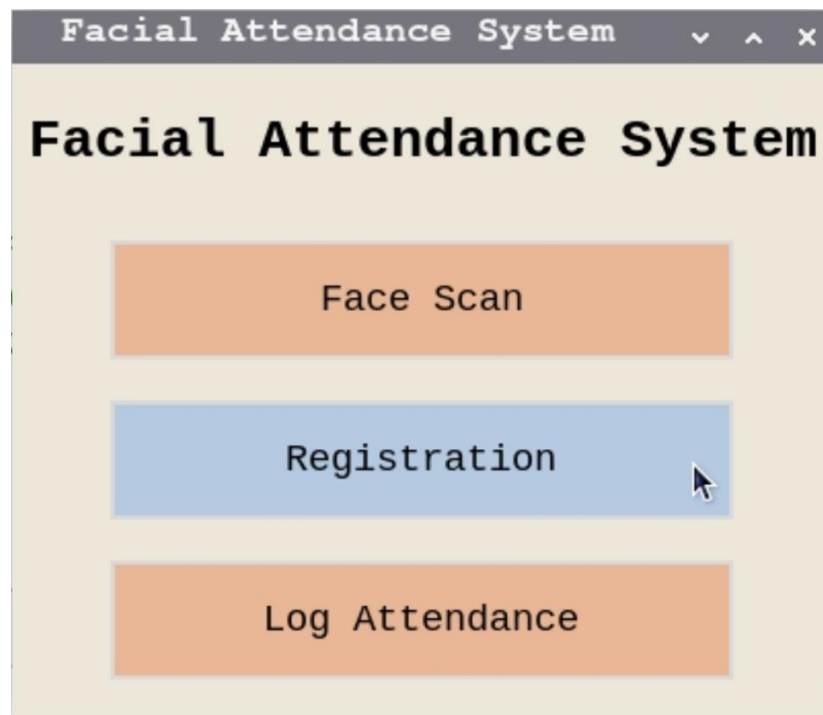 Facial Attendance System
Facial Attendance System
Face Scan
Registration
Log Attendance